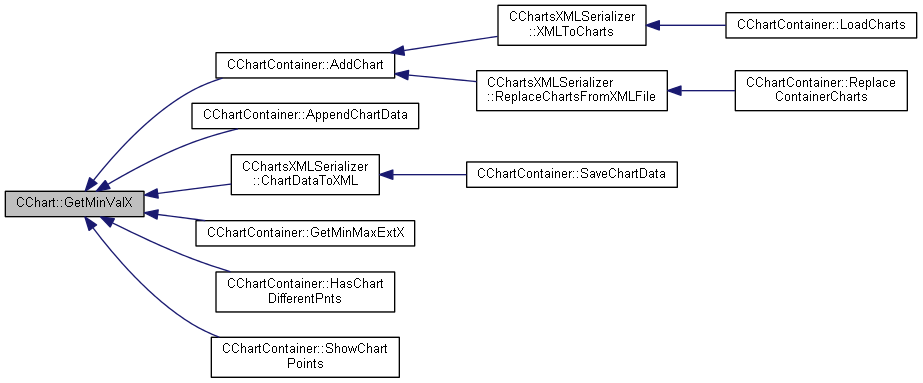 CChart::GetMinValX
CChartContainer::AddChart
CChartsXMLSerializer
::XMLToCharts
CChartContainer::LoadCharts
CChartsXMLSerializer
::ReplaceChartsFromXMLFile
CChartContainer::Replace
ContainerCharts
CChartContainer::AppendChartData
CChartsXMLSerializer
::ChartDataToXML
CChartContainer::SaveChartData
CChartContainer::GetMinMaxExtX
CChartContainer::HasChart
DifferentPnts
CChartContainer::ShowChart
Points